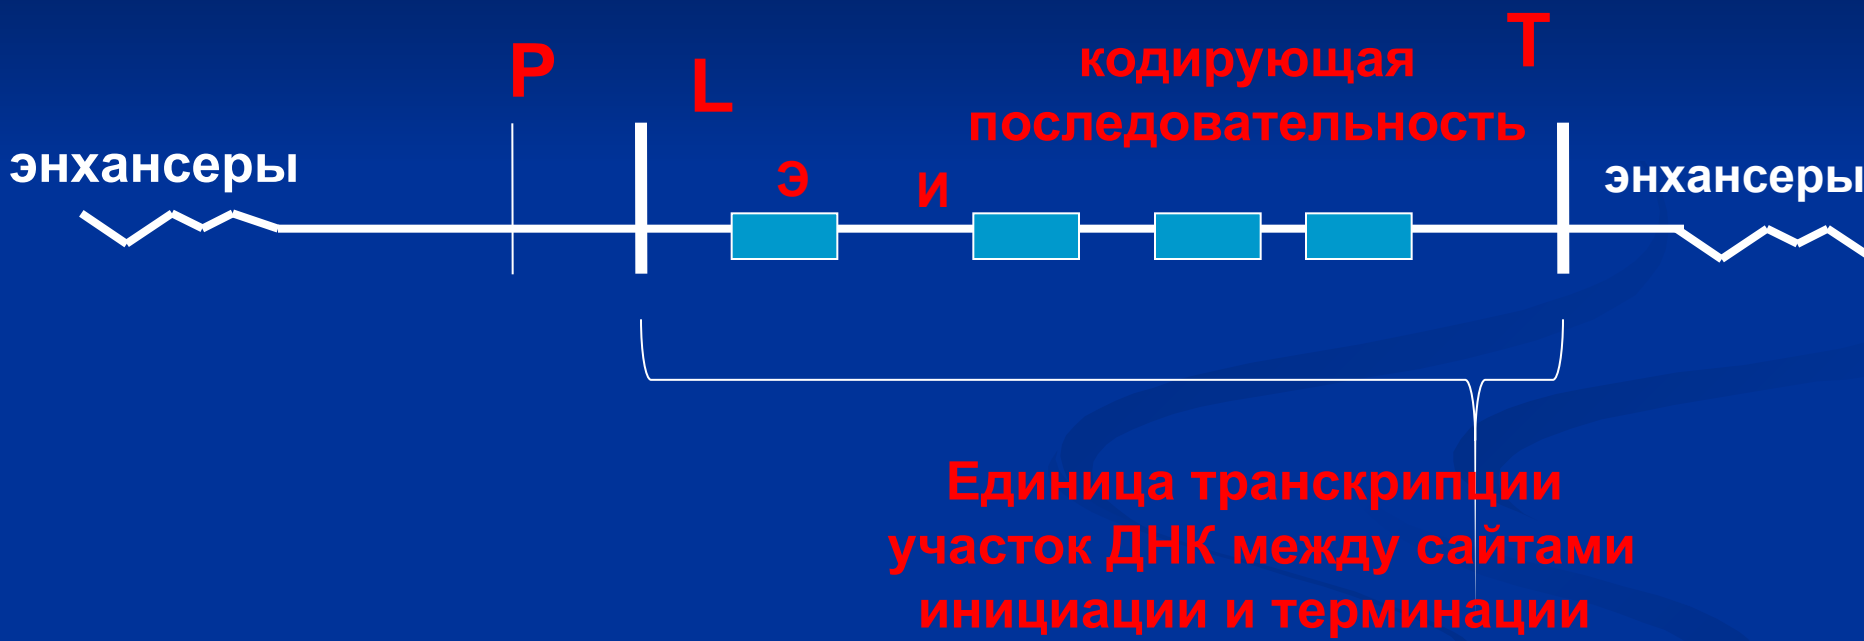 P
L
кодирующая
T
последовательность
энхансеры
Э
и
энхансеры
Единица транскрипции
участок ДНК между сайтами
инициации и терминации